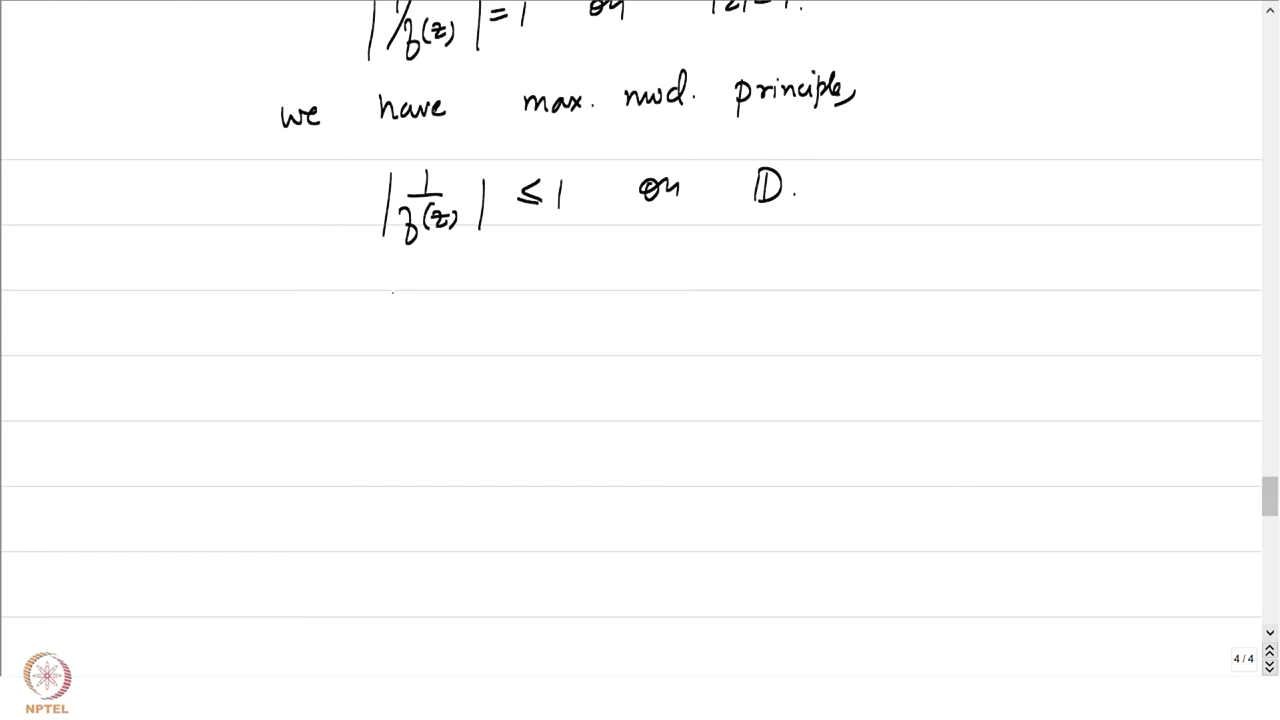 |1/g(z)| = 1 on |z|=1.
we have max. mod. principle,
|1/g(z)| ≤ 1 on 𝔻.
4 / 4
NPTEL